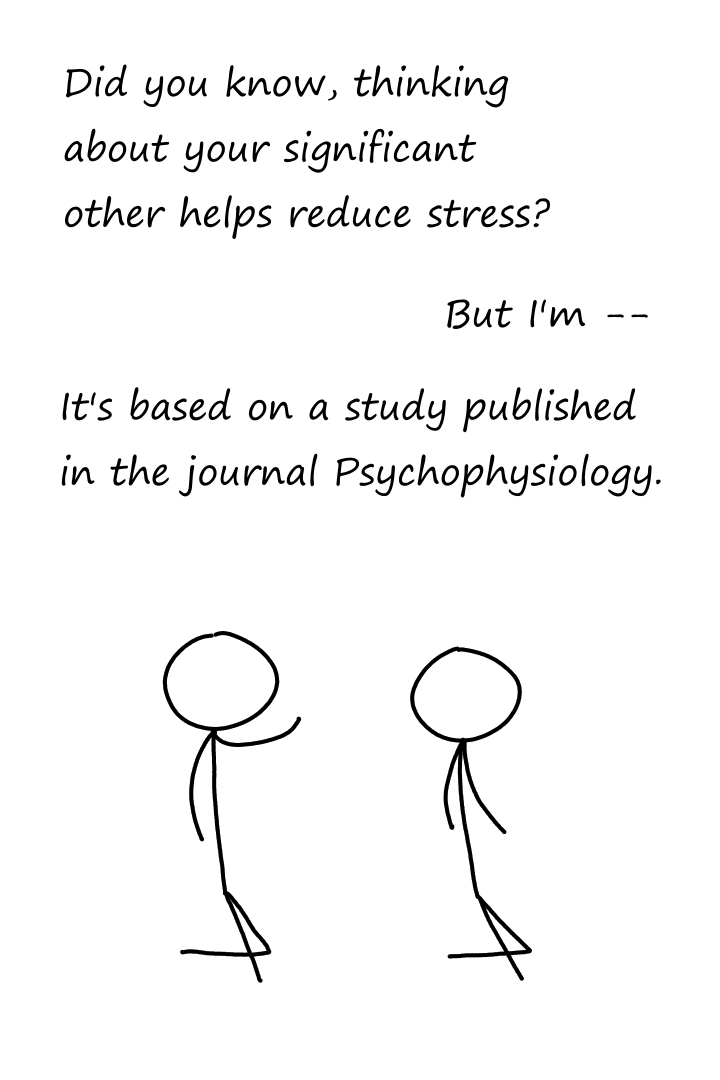 Did you know, thinking
about your significant
other helps reduce stress?
But I'm --
It's based on a study published
in the journal Psychophysiology.